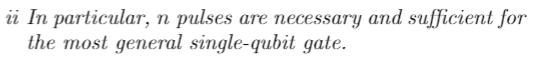 ii In particular, n pulses are necessary and sufficient for
the most general single-qubit gate.